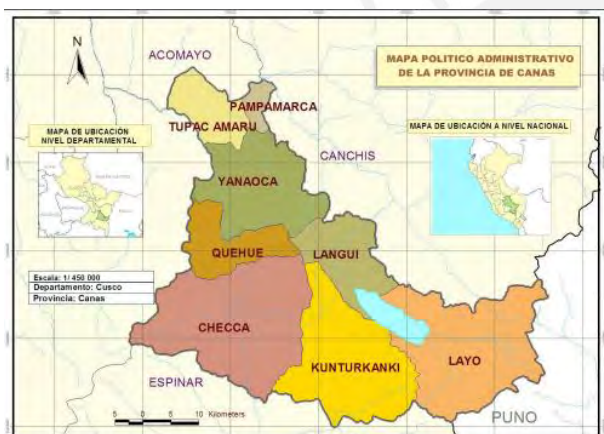 N
ACOMAYO
MAPA POLITICO ADMINISTRATIVO
DE LA PROVINCIA DE CANAS
PAMPAMARCA
TUPAC AMARU
MAPA DE UBICACIÓN
NIVEL DEPARTAMENTAL
MAPA DE UBICACIÓN A NIVEL NACIONAL
CANCHIS
YANAOCA
QUEHUE
LANGUI
Escala: 1/ 450 000
Departamento: Cusco
Provincia: Canas
CHECCA
KUNTURKANKI
LAYO
ESPINAR
PUNO
5 0 5 10 Kilometers